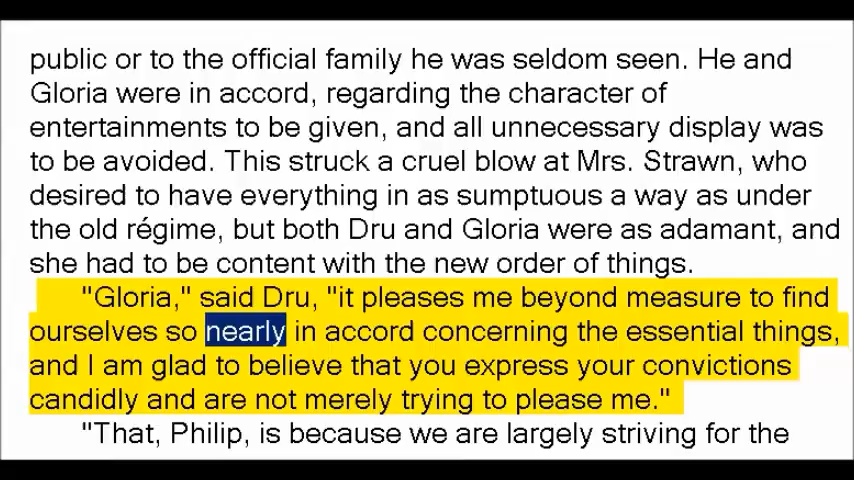 public or to the official family he was seldom seen. He and
Gloria were in accord, regarding the character of
entertainments to be given, and all unnecessary display was
to be avoided. This struck a cruel blow at Mrs. Strawn, who
desired to have everything in as sumptuous a way as under
the old régime, but both Dru and Gloria were as adamant, and
she had to be content with the new order of things.
"Gloria," said Dru, "it pleases me beyond measure to find
ourselves so nearly in accord concerning the essential things,
and I am glad to believe that you express your convictions
candidly and are not merely trying to please me."
"That, Philip, is because we are largely striving for the